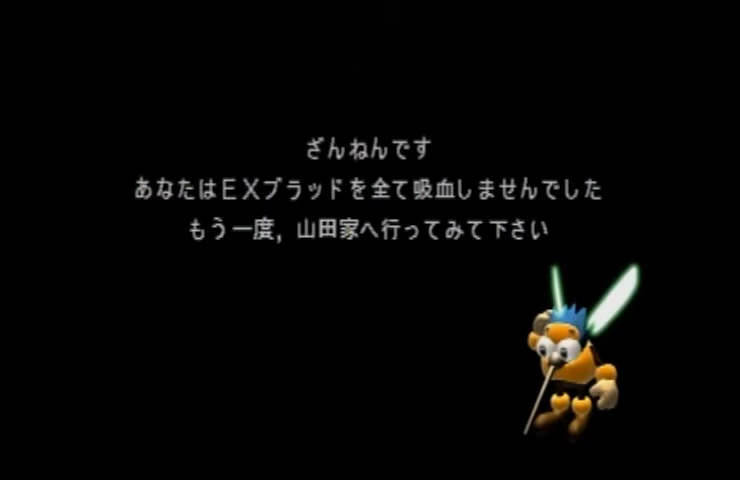 ざんねんです
あなたはＥＸブラッドを全て吸血しませんでした
もう一度，山田家へ行ってみて下さい